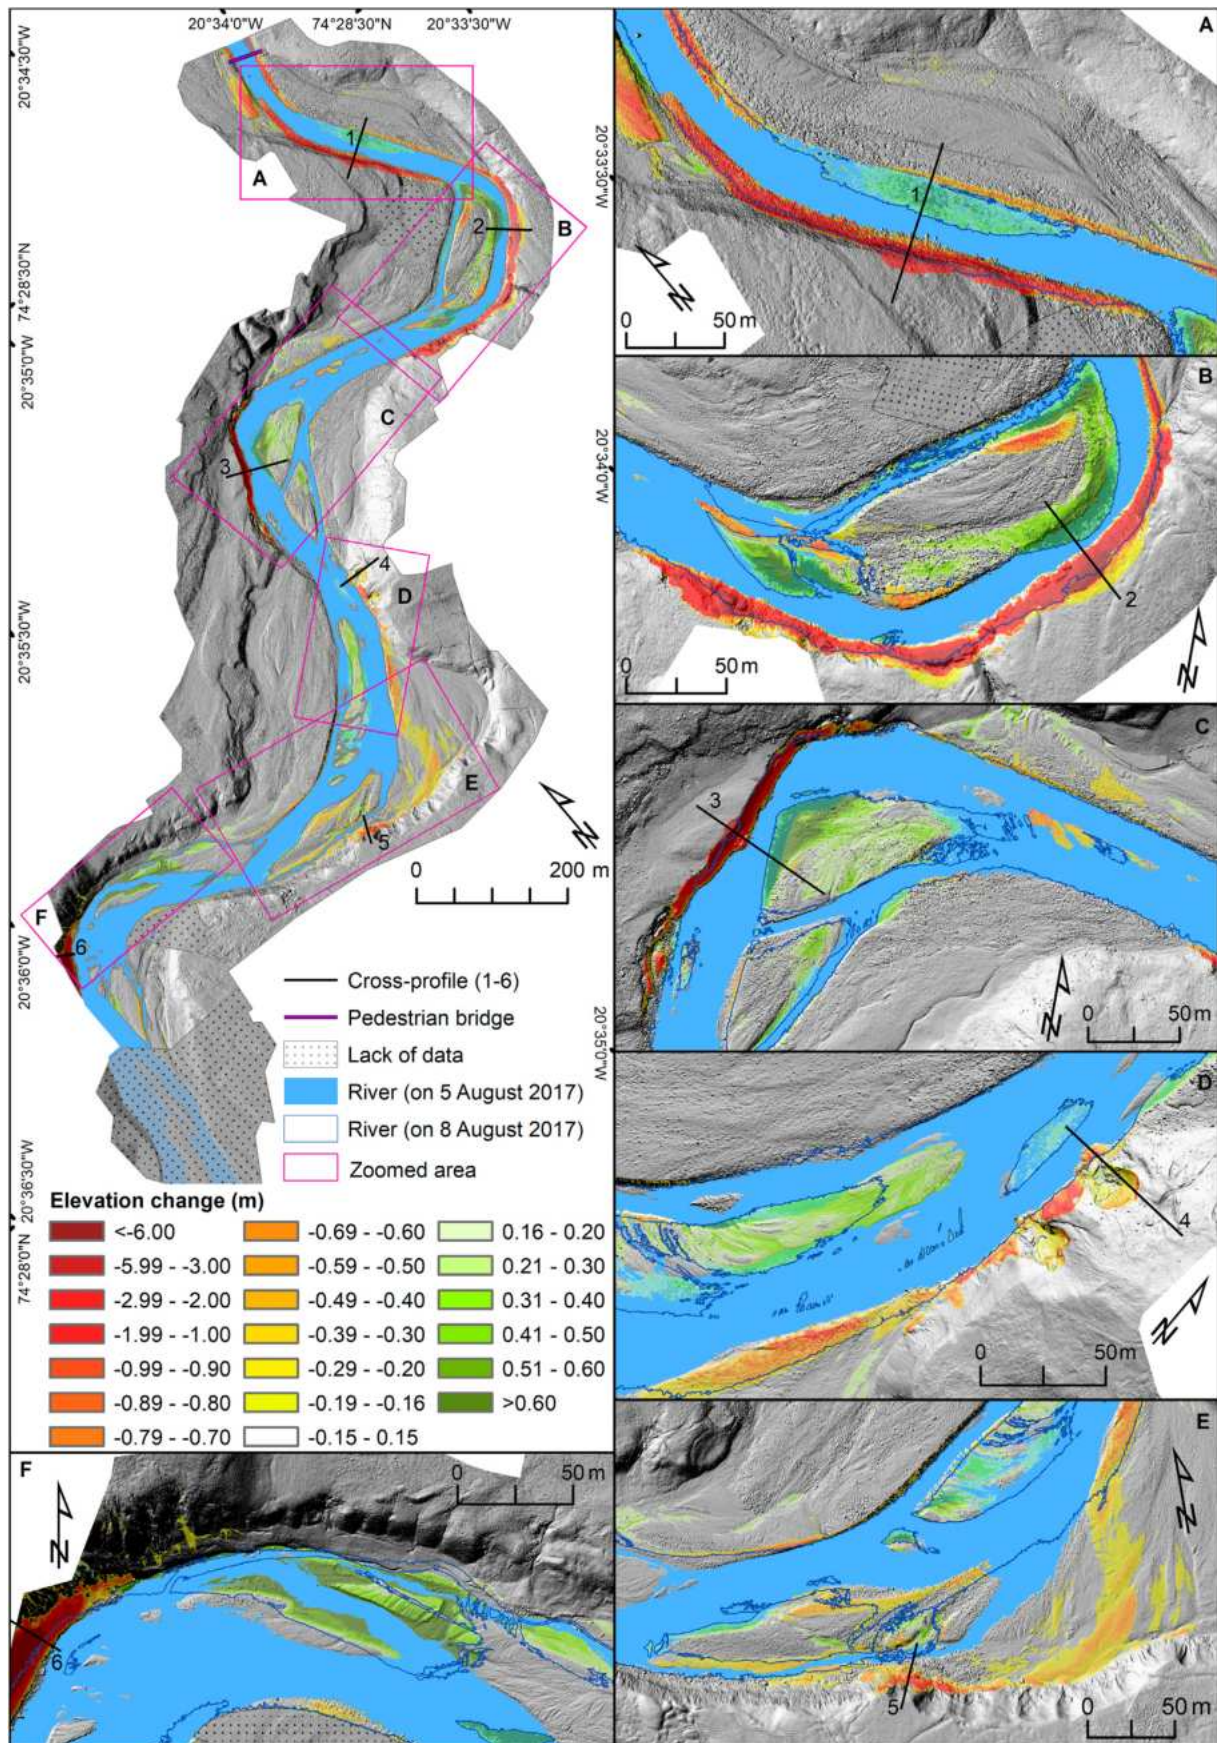 20°34'0"W
74°28'30"N
20°33'30"W
20°34'30"W
1
A
2
B
74°28'30"N
20°35'0"W
C
3
4
D
20°35'30"W
E
5
N
0 200 m
F
6
20°36'0"W
Cross-profile (1-6)
Pedestrian bridge
Lack of data
River (on 5 August 2017)
River (on 8 August 2017)
Zoomed area
20°36'30"W
74°28'0"N
Elevation change (m)
<-6.00
-5.99 - -3.00
-2.99 - -2.00
-1.99 - -1.00
-0.99 - -0.90
-0.89 - -0.80
-0.79 - -0.70
-0.69 - -0.60
-0.59 - -0.50
-0.49 - -0.40
-0.39 - -0.30
-0.29 - -0.20
-0.19 - -0.16
-0.15 - 0.15
0.16 - 0.20
0.21 - 0.30
0.31 - 0.40
0.41 - 0.50
0.51 - 0.60
>0.60
A
20°33'30"W
1
N
0 50 m
B
20°34'0"W
2
0 50 m
N
C
3
N
0 50 m
20°35'0"W
D
4
0 50 m
N
E
N
5
0 50 m
F
0 50 m
N
6